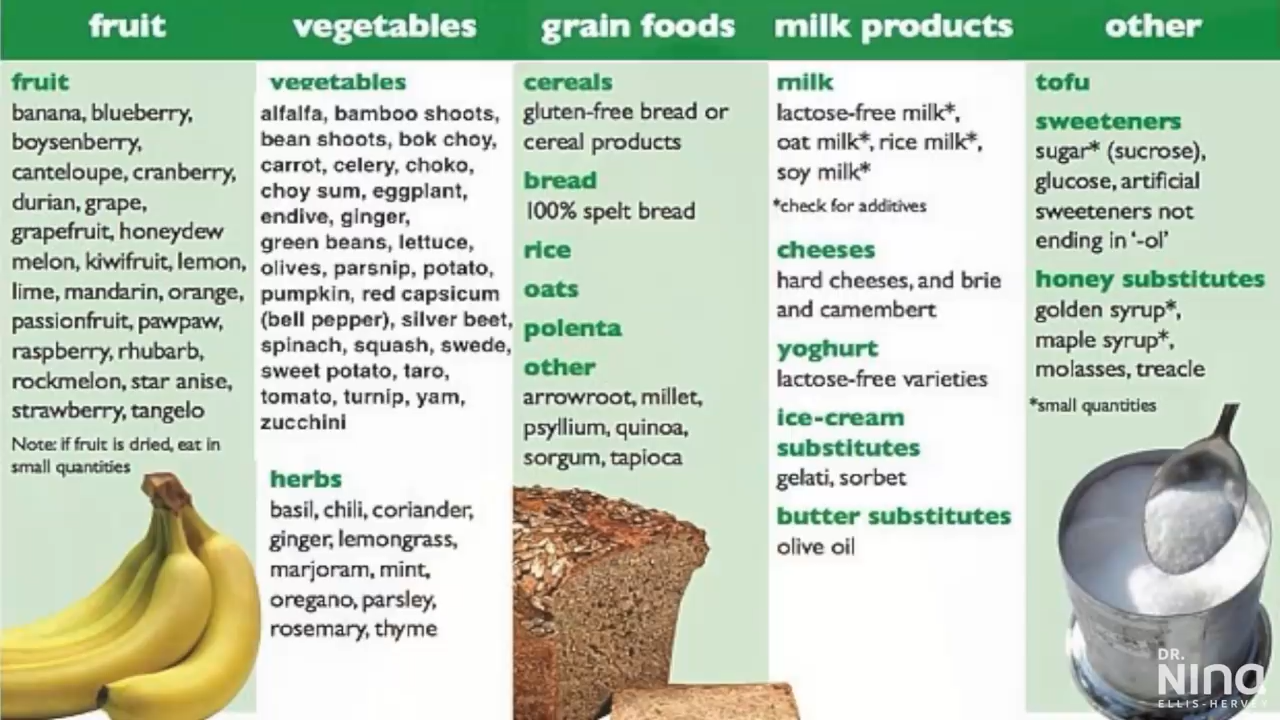 fruit
vegetables
grain foods
milk products
other
fruit
banana, blueberry,
boysenberry,
canteloupe, cranberry,
durian, grape,
grapefruit, honeydew
melon, kiwifruit, lemon,
lime, mandarin, orange,
passionfruit, pawpaw,
raspberry, rhubarb,
rockmelon, star anise,
strawberry, tangelo
Note: if fruit is dried, eat in
small quantities
vegetables
alfalfa, bamboo shoots,
bean shoots, bok choy,
carrot, celery, choko,
choy sum, eggplant,
endive, ginger,
green beans, lettuce,
olives, parsnip, potato,
pumpkin, red capsicum
(bell pepper), silver beet,
spinach, squash, swede,
sweet potato, taro,
tomato, turnip, yam,
zucchini
herbs
basil, chili, coriander,
ginger, lemongrass,
marjoram, mint,
oregano, parsley,
rosemary, thyme
cereals
gluten-free bread or
cereal products
bread
100% spelt bread
rice
oats
polenta
other
arrowroot, millet,
psyllium, quinoa,
sorgum, tapioca
milk
lactose-free milk*,
oat milk*, rice milk*,
soy milk*
*check for additives
cheeses
hard cheeses, and brie
and camembert
yoghurt
lactose-free varieties
ice-cream
substitutes
gelati, sorbet
butter substitutes
olive oil
tofu
sweeteners
sugar* (sucrose),
glucose, artificial
sweeteners not
ending in ‘-ol’
honey substitutes
golden syrup*,
maple syrup*,
molasses, treacle
*small quantities
DR.
Nina
ELLIS-HERVEY